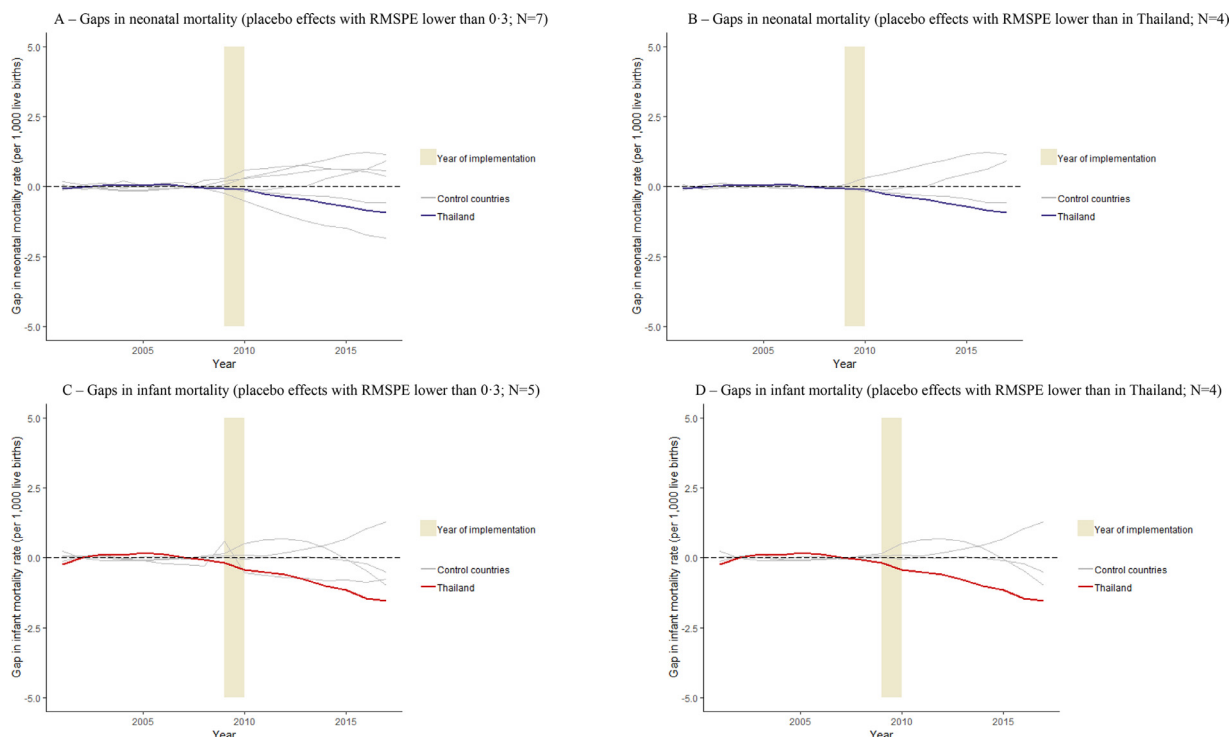 A – Gaps in neonatal mortality (placebo effects with RMSPE lower than 0·3; N=7)
5.0
2.5
0.0
-2.5
-5.0
Gap in neonatal mortality rate (per 1,000 live births)
2005
2010
2015
Year
Year of implementation
Control countries
Thailand
B – Gaps in neonatal mortality (placebo effects with RMSPE lower than in Thailand; N=4)
5.0
2.5
0.0
-2.5
-5.0
Gap in neonatal mortality rate (per 1,000 live births)
2005
2010
2015
Year
Year of implementation
Control countries
Thailand
C – Gaps in infant mortality (placebo effects with RMSPE lower than 0·3; N=5)
5.0
2.5
0.0
-2.5
-5.0
Gap in infant mortality rate (per 1,000 live births)
2005
2010
2015
Year
Year of implementation
Control countries
Thailand
D – Gaps in infant mortality (placebo effects with RMSPE lower than in Thailand; N=4)
5.0
2.5
0.0
-2.5
-5.0
Gap in infant mortality rate (per 1,000 live births)
2005
2010
2015
Year
Year of implementation
Control countries
Thailand